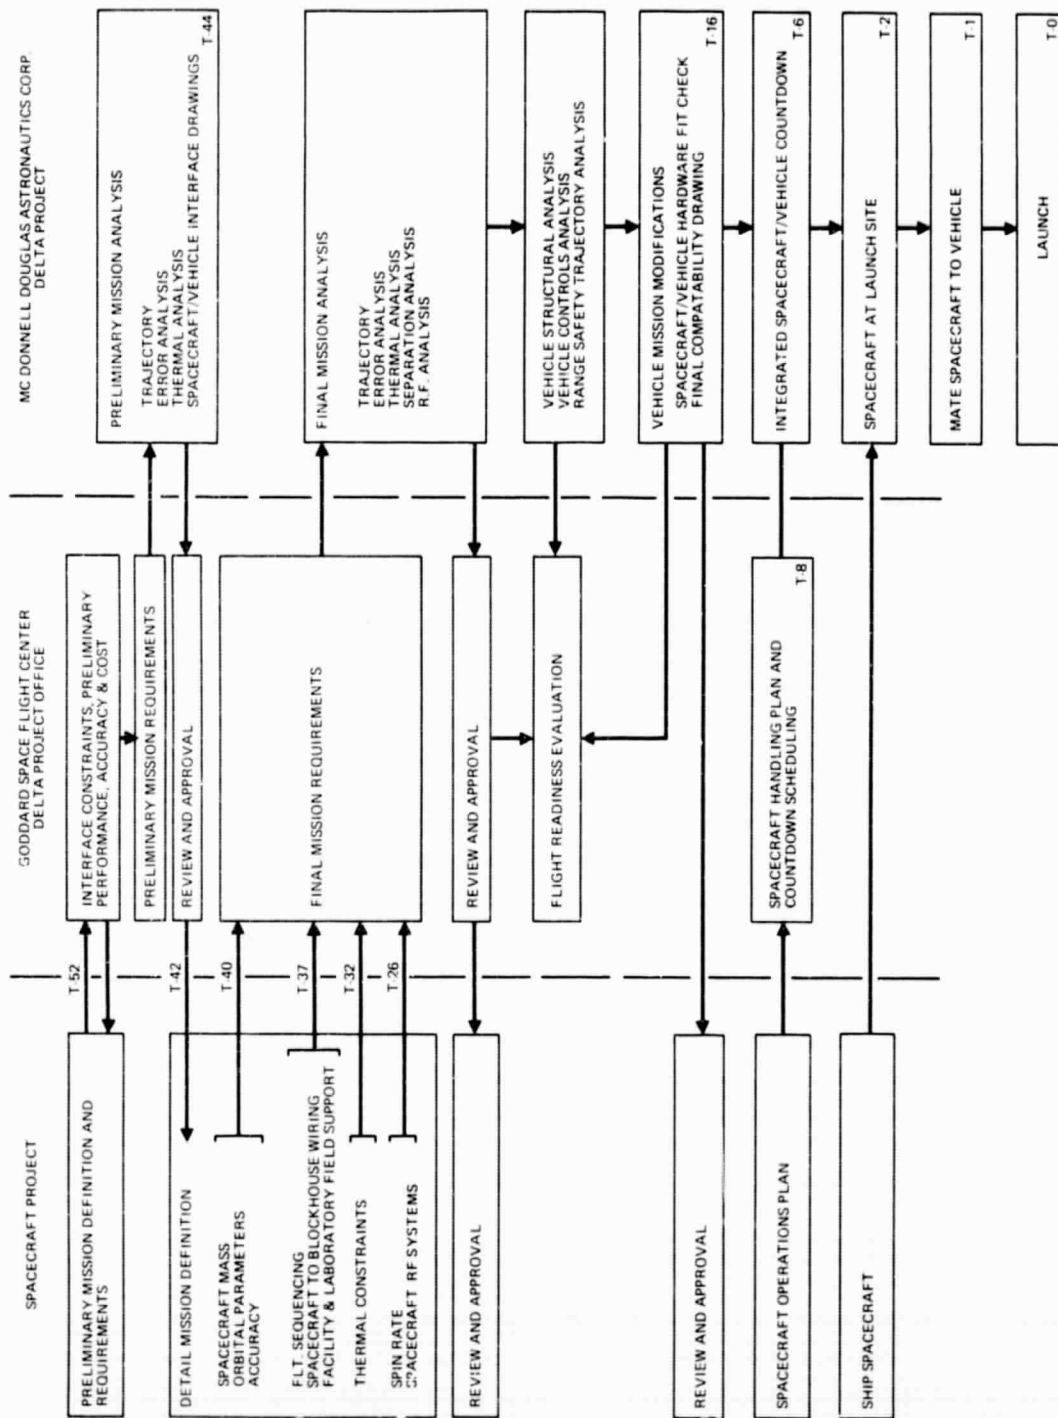 SPACECRAFT PROJECT
PRELIMINARY MISSION DEFINITION AND
REQUIREMENTS
DETAIL MISSION DEFINITION
SPACECRAFT MASS
ORBITAL PARAMETERS
ACCURACY
FLT. SEQUENCING
SPACECRAFT TO BLOCKHOUSE WIRING
FACILITY & LABORATORY FIELD SUPPORT
THERMAL CONSTRAINTS
SPIN RATE
SPACECRAFT RF SYSTEMS
REVIEW AND APPROVAL
REVIEW AND APPROVAL
SPACECRAFT OPERATIONS PLAN
SHIP SPACECRAFT
T-52
T-42
T-40
T-37
T-32
T-26
GODDARD SPACE FLIGHT CENTER
DELTA PROJECT OFFICE
INTERFACE CONSTRAINTS, PRELIMINARY
PERFORMANCE, ACCURACY & COST
PRELIMINARY MISSION REQUIREMENTS
REVIEW AND APPROVAL
FINAL MISSION REQUIREMENTS
REVIEW AND APPROVAL
FLIGHT READINESS EVALUATION
SPACECRAFT HANDLING PLAN AND
COUNTDOWN SCHEDULING
T-8
MC DONNELL DOUGLAS ASTRONAUTICS CORP.
DELTA PROJECT
PRELIMINARY MISSION ANALYSIS
TRAJECTORY
ERROR ANALYSIS
THERMAL ANALYSIS
SPACECRAFT/VEHICLE INTERFACE DRAWINGS
T-44
FINAL MISSION ANALYSIS
TRAJECTORY
ERROR ANALYSIS
THERMAL ANALYSIS
SEPARATION ANALYSIS
R.F. ANALYSIS
VEHICLE STRUCTURAL ANALYSIS
VEHICLE CONTROLS ANALYSIS
RANGE SAFETY TRAJECTORY ANALYSIS
VEHICLE MISSION MODIFICATIONS
SPACECRAFT/VEHICLE HARDWARE FIT CHECK
FINAL COMPATABILITY DRAWING
T-16
INTEGRATED SPACECRAFT/VEHICLE COUNTDOWN
T-6
SPACECRAFT AT LAUNCH SITE
T-2
MATE SPACECRAFT TO VEHICLE
T-1
LAUNCH
T-0